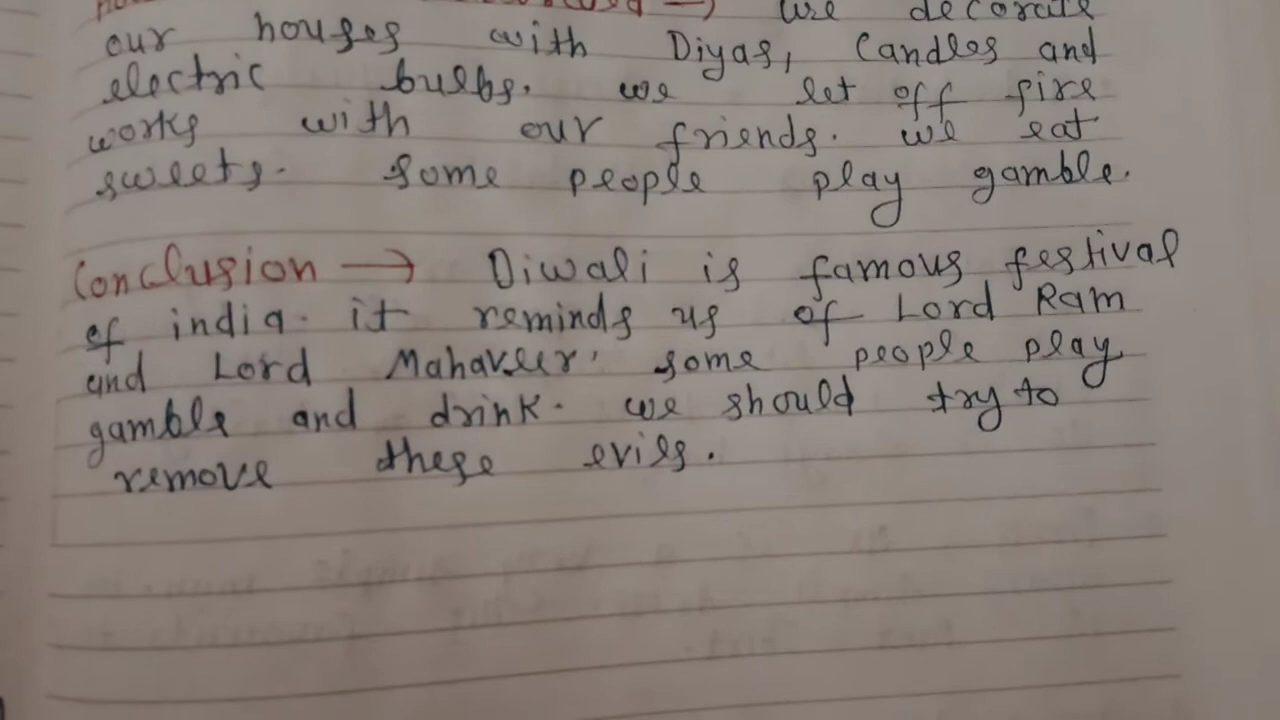 we decorate
our houses with Diyas, Candles and
electric bulbs. we let off fire
works with our friends. we eat
sweets. some people play gamble.
Conclusion → Diwali is famous festival
of india. it reminds us of Lord Ram
and Lord Mahaveer. some people play
gamble and drink. we should try to
remove these evils.